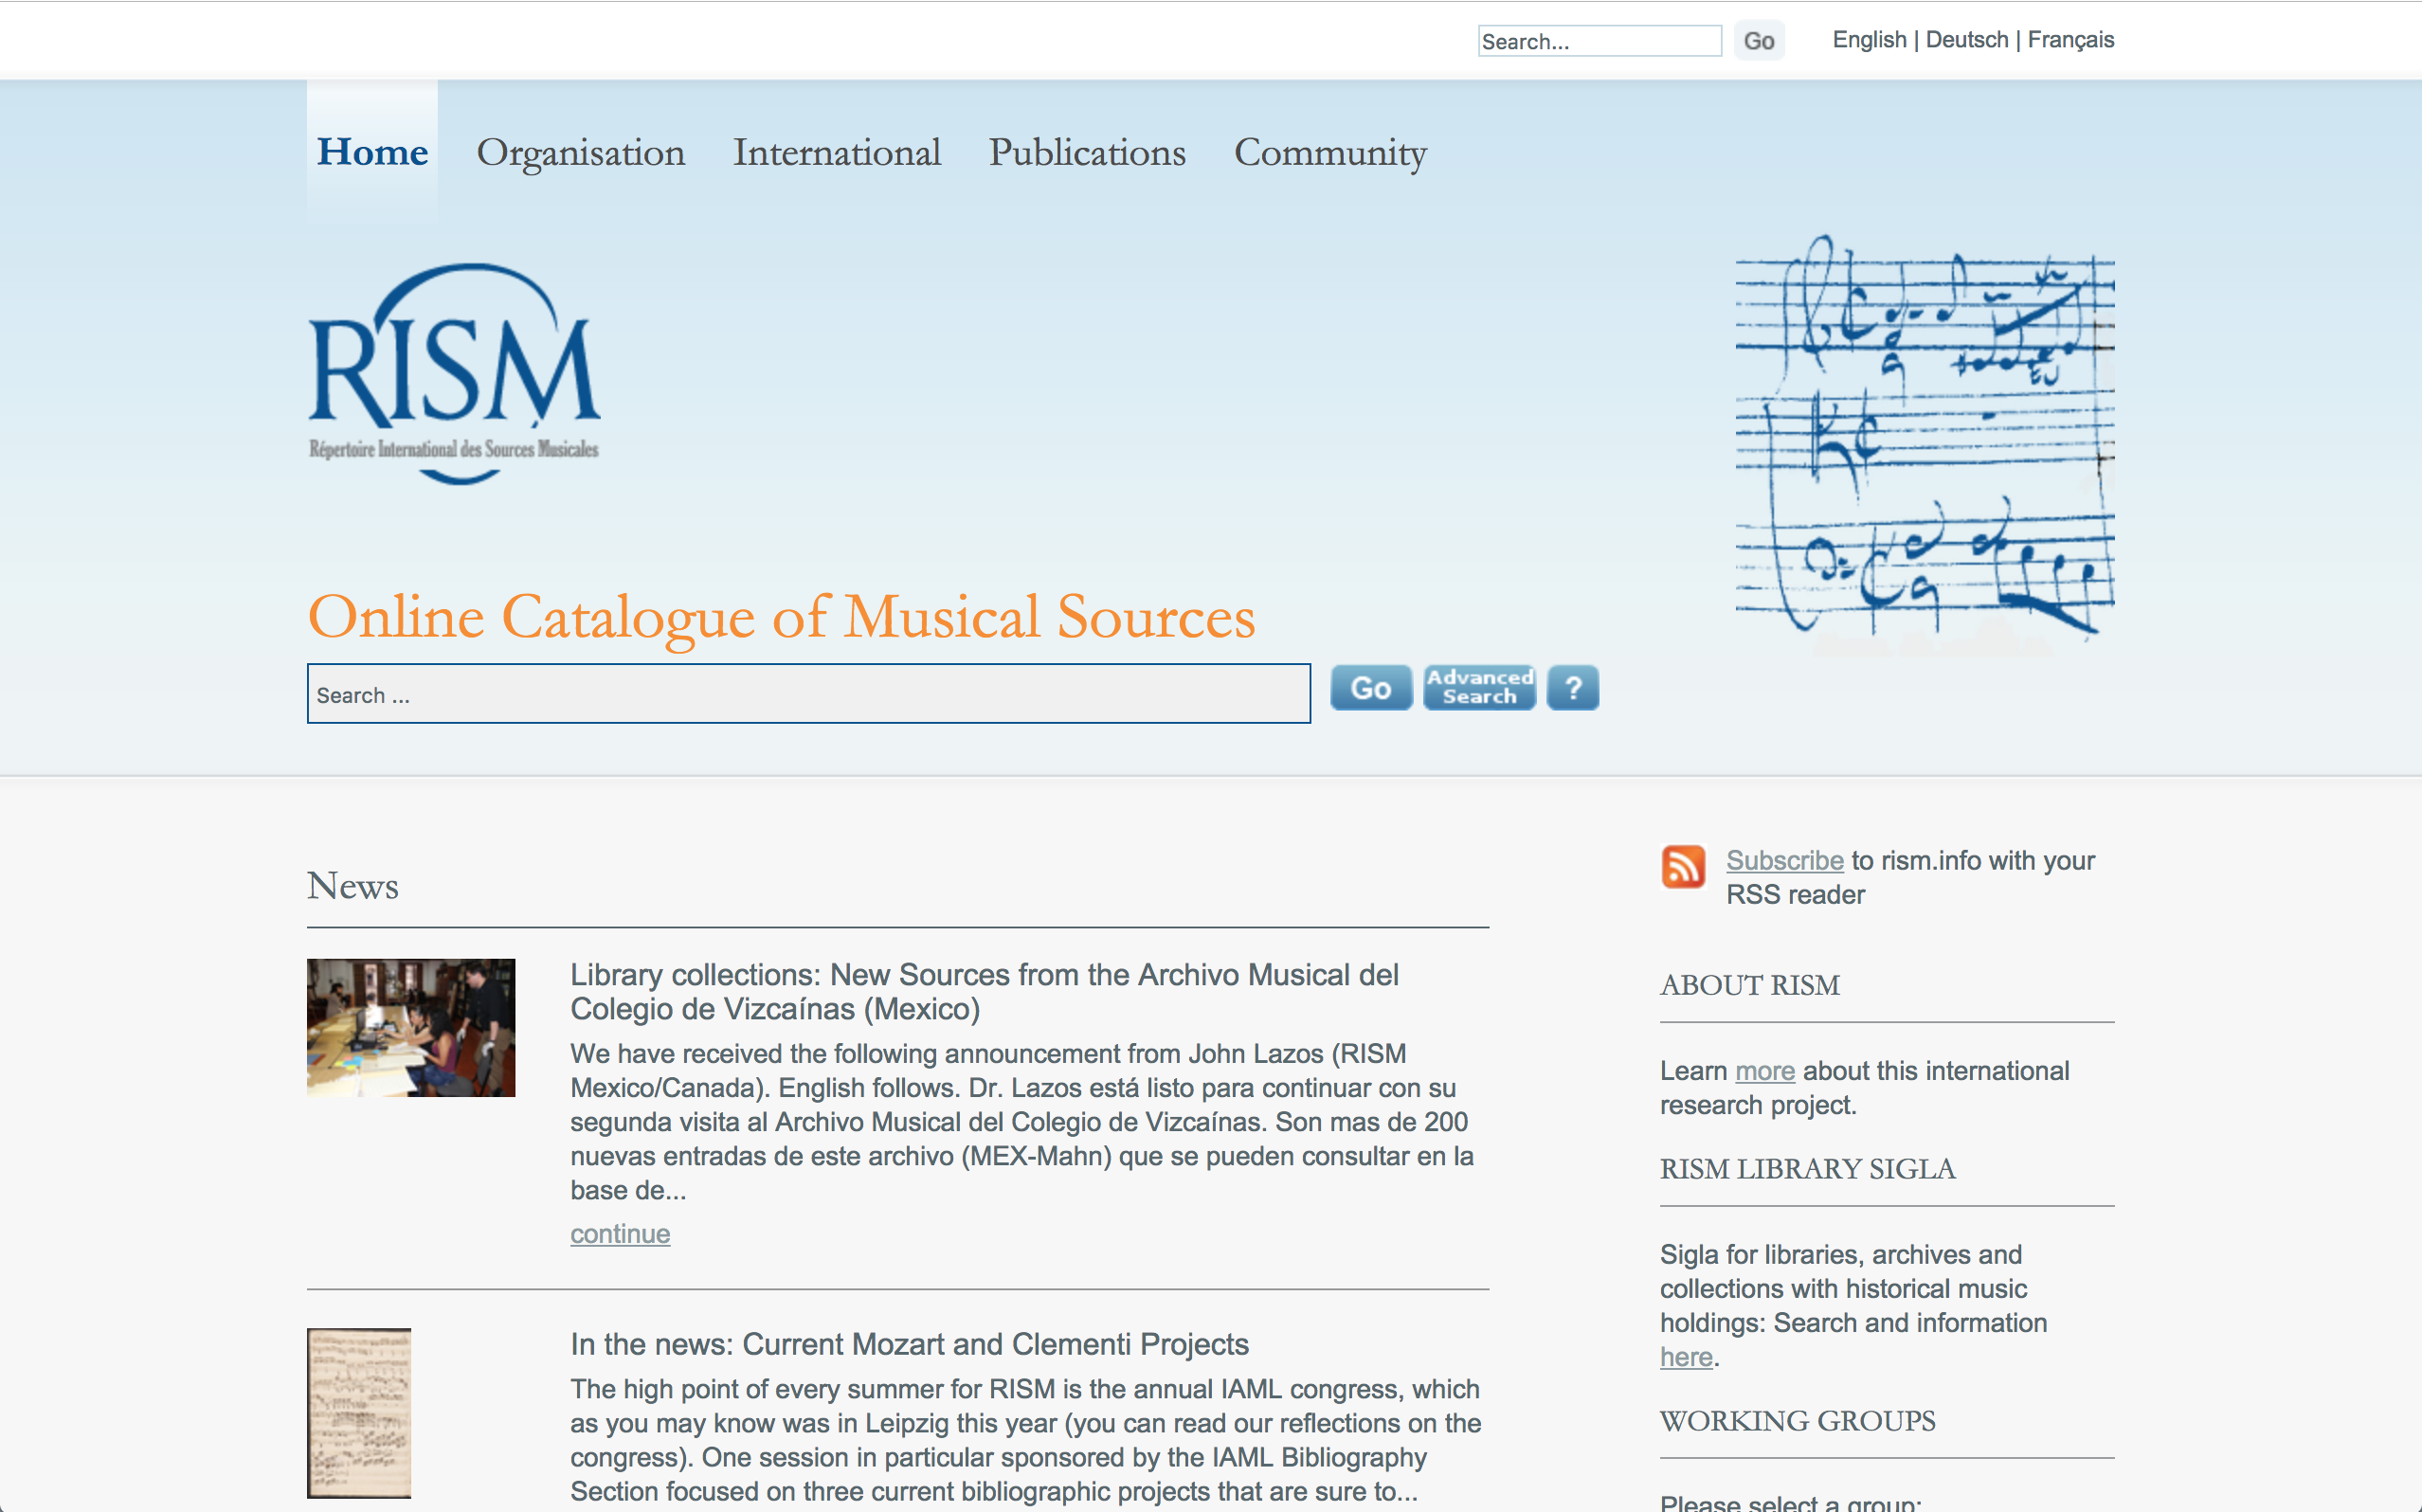 Search...
Go
English | Deutsch | Français
Home
Organisation
International
Publications
Community
RISM
Répertoire International des Sources Musicales
Online Catalogue of Musical Sources
Search ...
Go
Advanced
Search
?
News
Library collections: New Sources from the Archivo Musical del
Colegio de Vizcaínas (Mexico)
We have received the following announcement from John Lazos (RISM
Mexico/Canada). English follows. Dr. Lazos está listo para continuar con su
segunda visita al Archivo Musical del Colegio de Vizcaínas. Son mas de 200
nuevas entradas de este archivo (MEX-Mahn) que se pueden consultar en la
base de...
continue
In the news: Current Mozart and Clementi Projects
The high point of every summer for RISM is the annual IAML congress, which
as you may know was in Leipzig this year (you can read our reflections on the
congress). One session in particular sponsored by the IAML Bibliography
Section focused on three current bibliographic projects that are sure to...
Subscribe to rism.info with your
RSS reader
ABOUT RISM
Learn more about this international
research project.
RISM LIBRARY SIGLA
Sigla for libraries, archives and
collections with historical music
holdings: Search and information
here.
WORKING GROUPS
Please select a group: